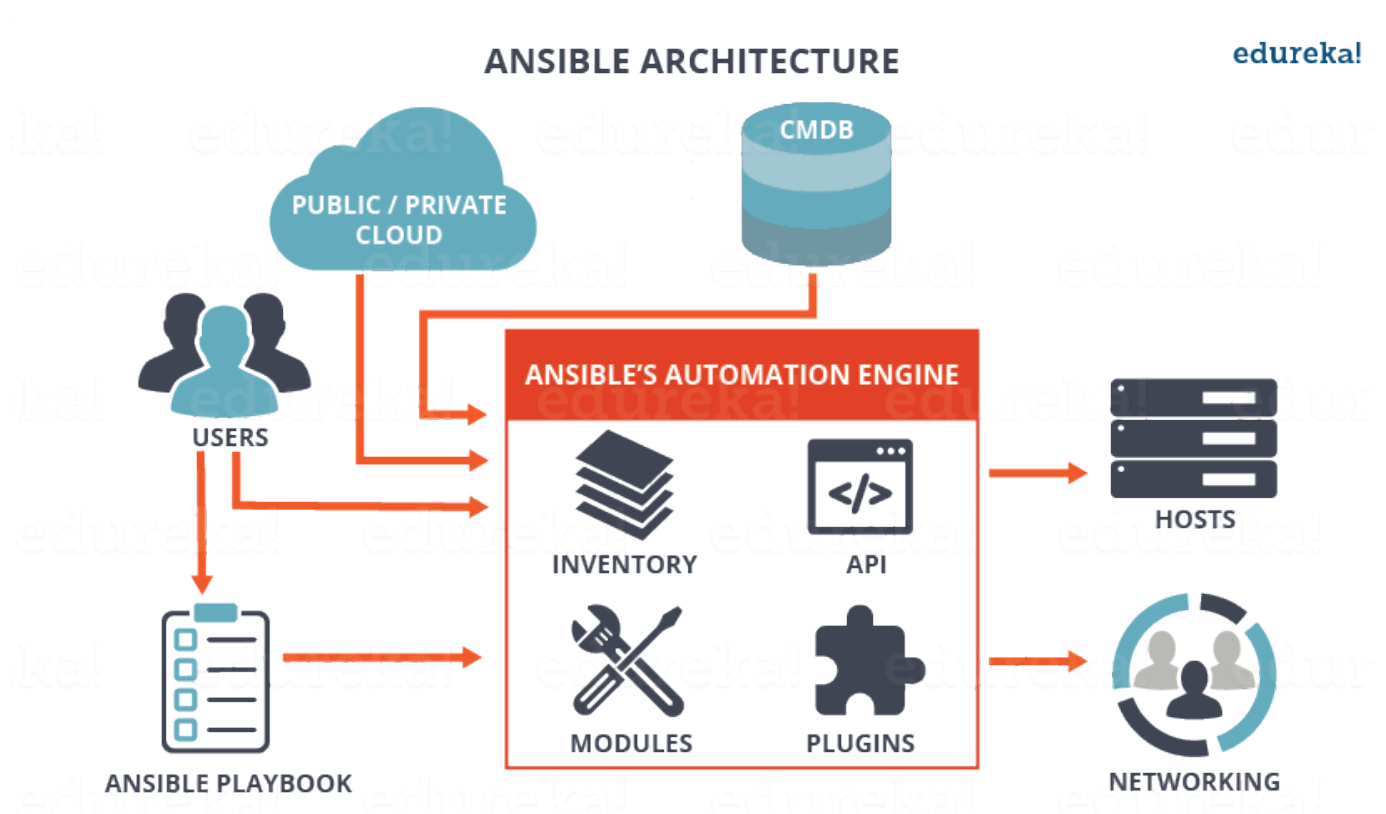 ANSIBLE ARCHITECTURE
edureka!
CMDB
PUBLIC / PRIVATE
CLOUD
ANSIBLE'S AUTOMATION ENGINE
USERS
INVENTORY
API
HOSTS
MODULES
PLUGINS
ANSIBLE PLAYBOOK
NETWORKING